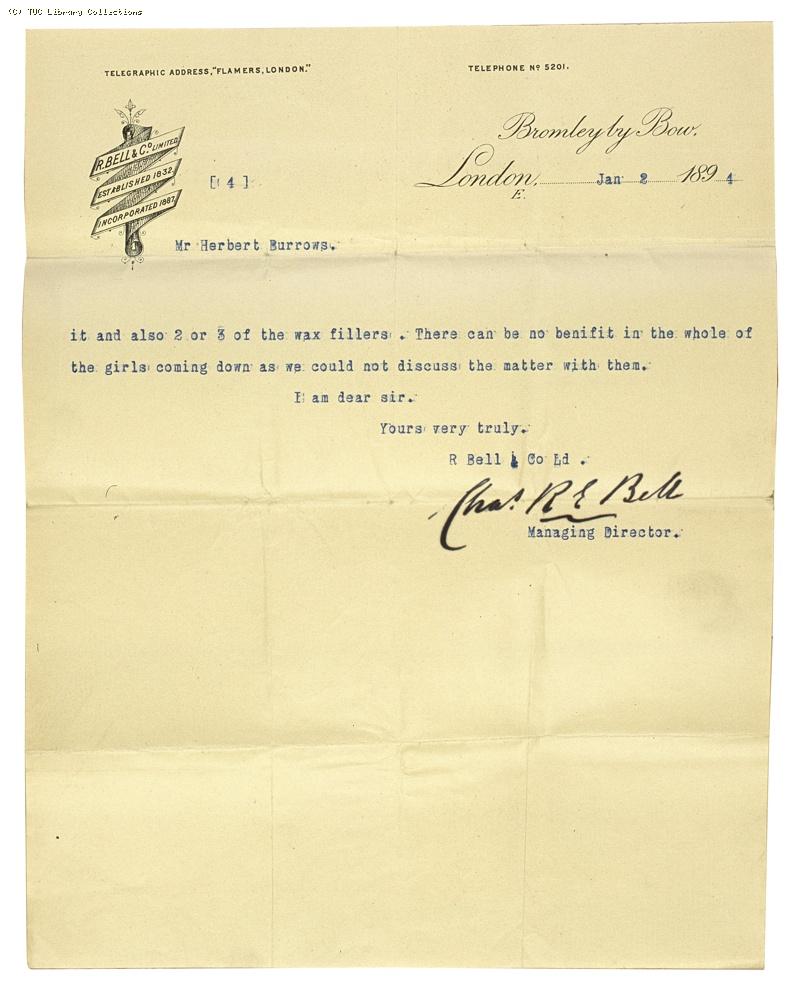 (C) TUC Library Collections
TELEGRAPHIC ADDRESS, "FLAMERS, LONDON."
TELEPHONE Nº 5201.
R. BELL & Cº LIMITED.
ESTABLISHED 1832.
INCORPORATED 1887.
Bromley by Bow.
London, E. Jan 2 1894
[ 4 ]
Mr Herbert Burrows.
it and also 2 or 3 of the wax fillers . There can be no benifit in the whole of
the girls coming down as we could not discuss the matter with them.
I am dear sir.
Yours very truly.
R Bell & Co Ld .
Chas. R E Bell
Managing Director.